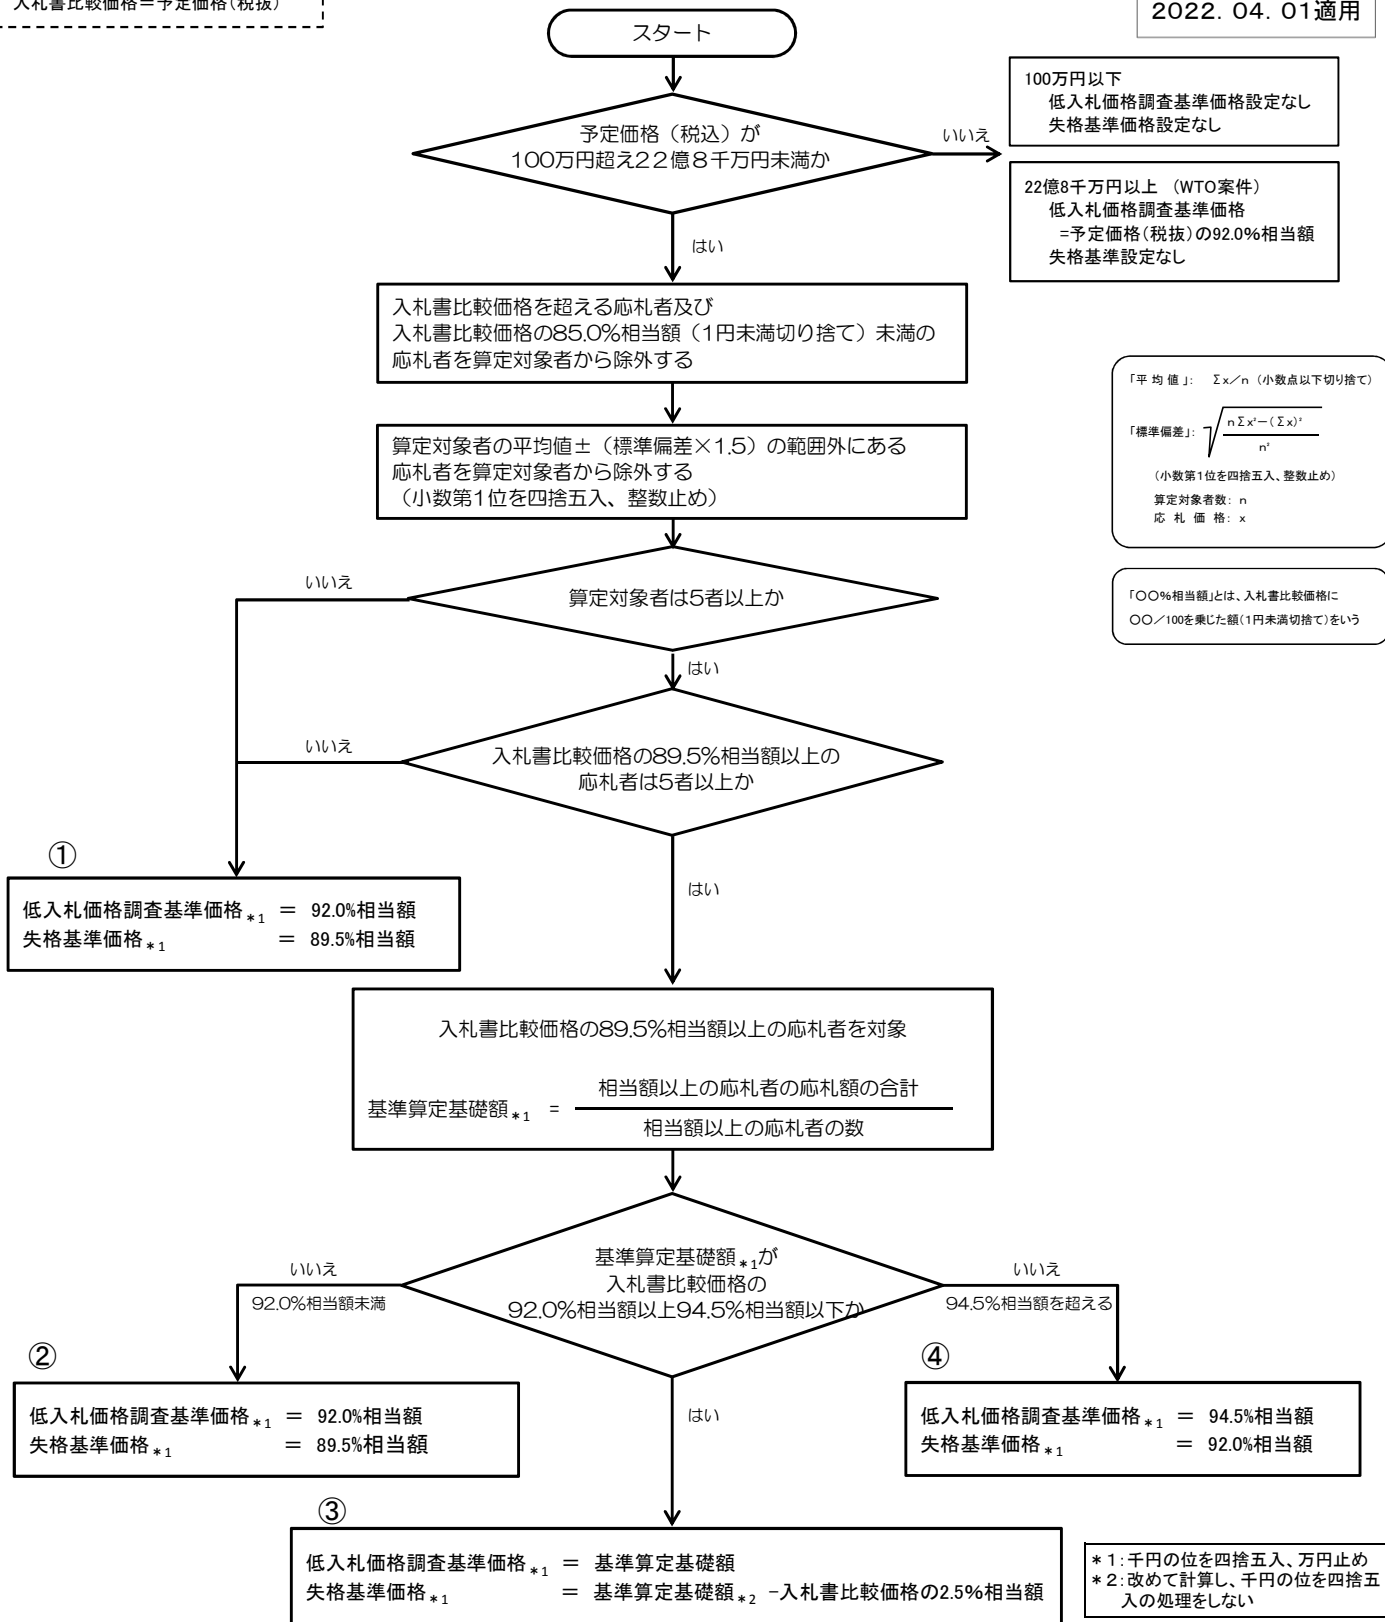 入札書比較価格＝予定価格(税抜)
2022．04．01適用
スタート
予定価格（税込）が
100万円超え22億8千万円未満か
いいえ
100万円以下
低入札価格調査基準価格設定なし
失格基準価格設定なし
22億8千万円以上 （WTO案件）
低入札価格調査基準価格
=予定価格(税抜)の92.0%相当額
失格基準設定なし
はい
入札書比較価格を超える応札者及び
入札書比較価格の85.0%相当額（1円未満切り捨て）未満の
応札者を算定対象者から除外する
「平 均 値 」： Σx／n （小数点以下切り捨て）
「標準偏差」： √ nΣx²−(Σx)²
n²
（小数第1位を四捨五入、整数止め）
算定対象者数： n
応 札 価 格： x
算定対象者の平均値±（標準偏差×1.5）の範囲外にある
応札者を算定対象者から除外する
（小数第1位を四捨五入、整数止め）
「〇〇%相当額」とは、入札書比較価格に
〇〇／100を乗じた額(1円未満切捨て)をいう
いいえ
算定対象者は5者以上か
はい
いいえ
入札書比較価格の89.5%相当額以上の
応札者は5者以上か
はい
①
低入札価格調査基準価格*1 ＝ 92.0%相当額
失格基準価格*1 ＝ 89.5%相当額
入札書比較価格の89.5%相当額以上の応札者を対象
相当額以上の応札者の応札額の合計
基準算定基礎額*1 =
相当額以上の応札者の数
基準算定基礎額*1が
入札書比較価格の
92.0%相当額以上94.5%相当額以下か
いいえ
92.0%相当額未満
いいえ
94.5%相当額を超える
はい
②
低入札価格調査基準価格*1 ＝ 92.0%相当額
失格基準価格*1 ＝ 89.5%相当額
④
低入札価格調査基準価格*1 ＝ 94.5%相当額
失格基準価格*1 ＝ 92.0%相当額
③
低入札価格調査基準価格*1 ＝ 基準算定基礎額
失格基準価格*1 ＝ 基準算定基礎額*2 −入札書比較価格の2.5%相当額
＊1：千円の位を四捨五入、万円止め
＊2：改めて計算し、千円の位を四捨五
入の処理をしない